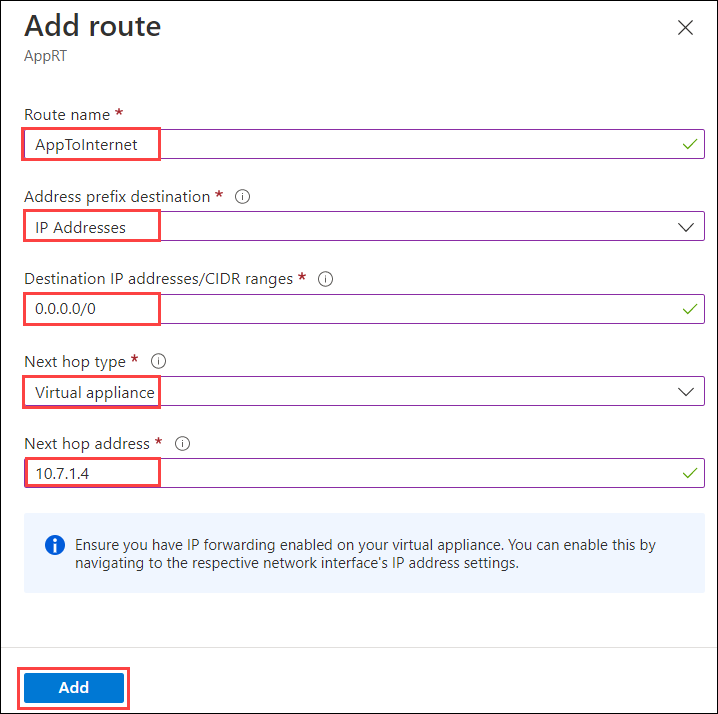 Add route
AppRT
Route name *
AppToInternet
Address prefix destination *
IP Addresses
Destination IP addresses/CIDR ranges *
0.0.0.0/0
Next hop type *
Virtual appliance
Next hop address *
10.7.1.4
Ensure you have IP forwarding enabled on your virtual appliance. You can enable this by
navigating to the respective network interface's IP address settings.
Add